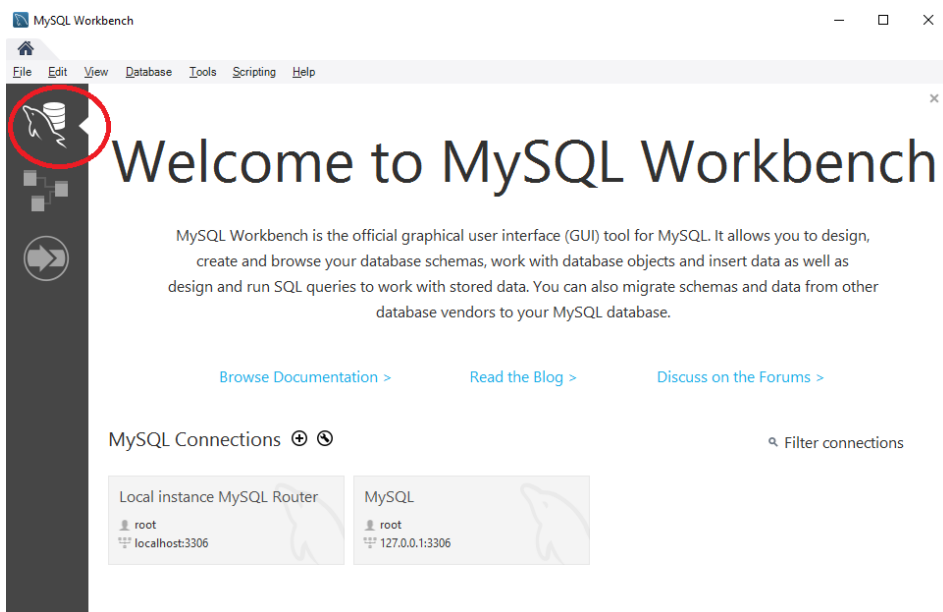 MySQL Workbench
File Edit View Database Tools Scripting Help
Welcome to MySQL Workbench
MySQL Workbench is the official graphical user interface (GUI) tool for MySQL. It allows you to design,
create and browse your database schemas, work with database objects and insert data as well as
design and run SQL queries to work with stored data. You can also migrate schemas and data from other
database vendors to your MySQL database.
Browse Documentation > Read the Blog > Discuss on the Forums >
MySQL Connections Filter connections
Local instance MySQL Router
root
localhost:3306
MySQL
root
127.0.0.1:3306